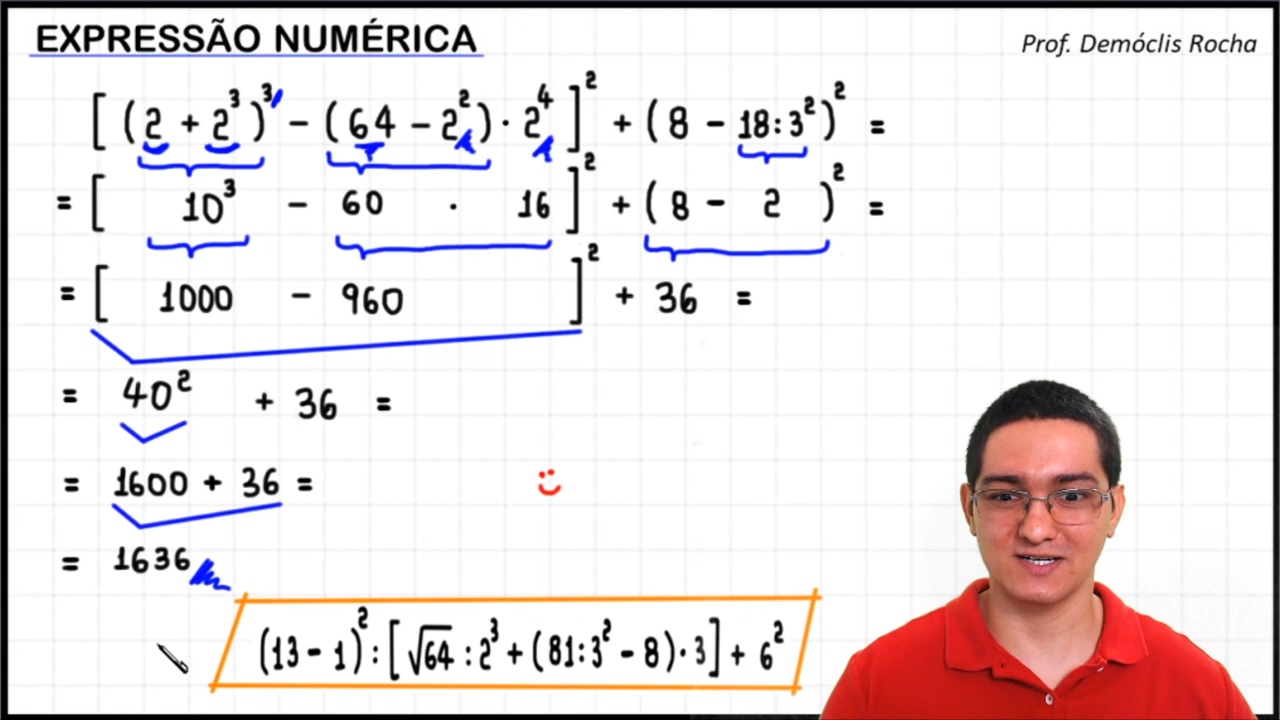 EXPRESSÃO NUMÉRICA
Prof. Demóclis Rocha
[(2 + 2³)³ − (64 − 2²) · 2⁴]² + (8 − 18:3²)² =
= [10³ − 60 · 16]² + (8 − 2)² =
= [1000 − 960]² + 36 =
= 40² + 36 =
= 1600 + 36 =
= 1636
(13 − 1)² : [√64 : 2³ + (81:3² − 8) · 3] + 6²